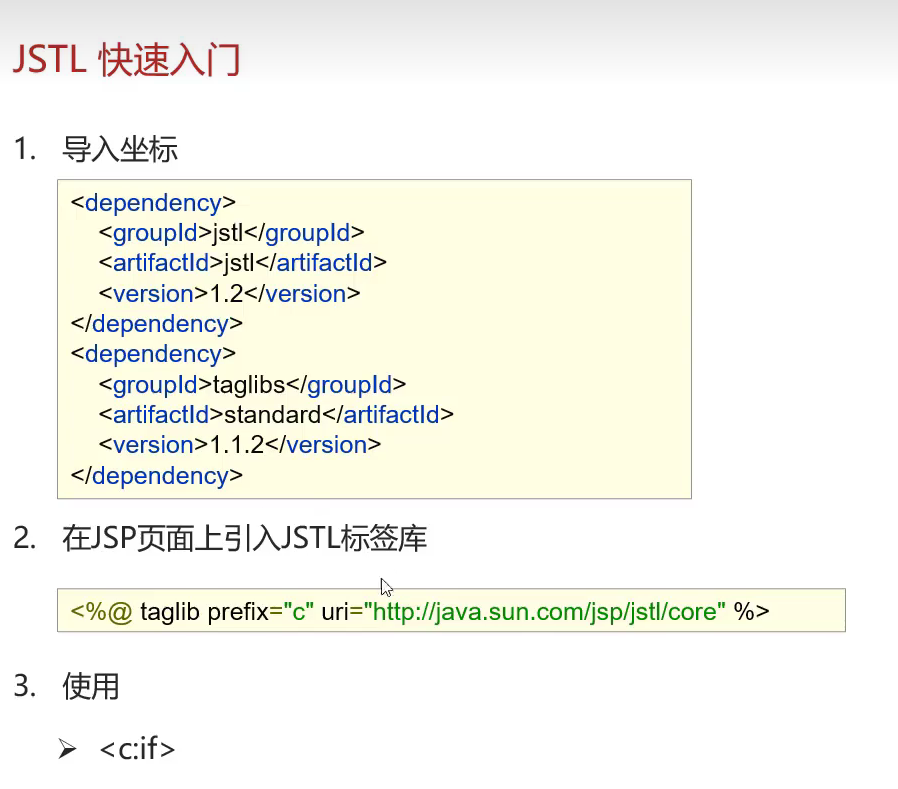 JSTL 快速入门
1. 导入坐标
<dependency>
<groupId>jstl</groupId>
<artifactId>jstl</artifactId>
<version>1.2</version>
</dependency>
<dependency>
<groupId>taglibs</groupId>
<artifactId>standard</artifactId>
<version>1.1.2</version>
</dependency>
2. 在JSP页面上引入JSTL标签库
<%@ taglib prefix="c" uri="http://java.sun.com/jsp/jstl/core" %>
3. 使用
➢ <c:if>